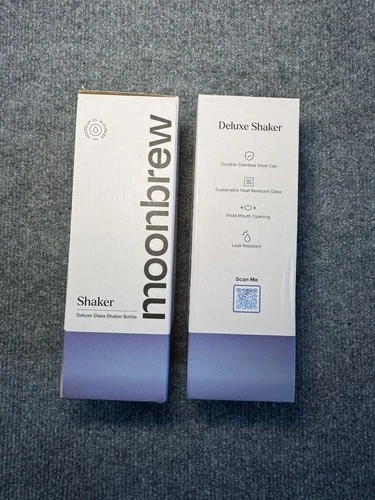 moonbrew
Shaker
Deluxe Glass Shaker Bottle
Deluxe Shaker
Durable Stainless Steel Cap
Sustainable Heat Resistant Glass
Wide Mouth Opening
Leak Resistant
Scan Me